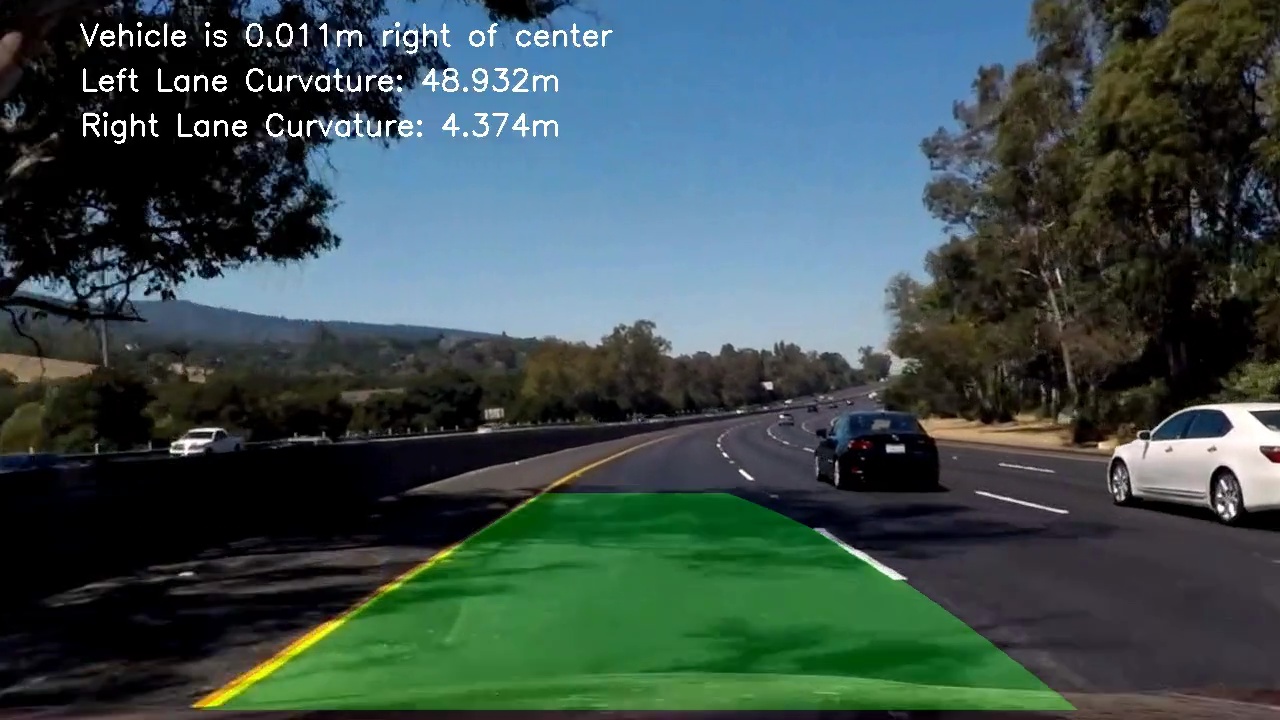 Vehicle is 0.011m right of center
Left Lane Curvature: 48.932m
Right Lane Curvature: 4.374m